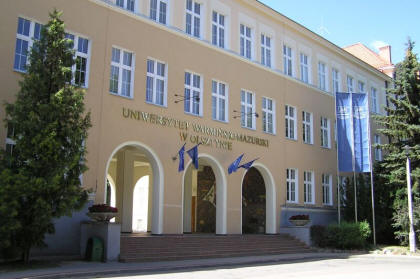 UNIWERSYTET WARMIŃSKO-MAZURSKI
W OLSZTYNIE